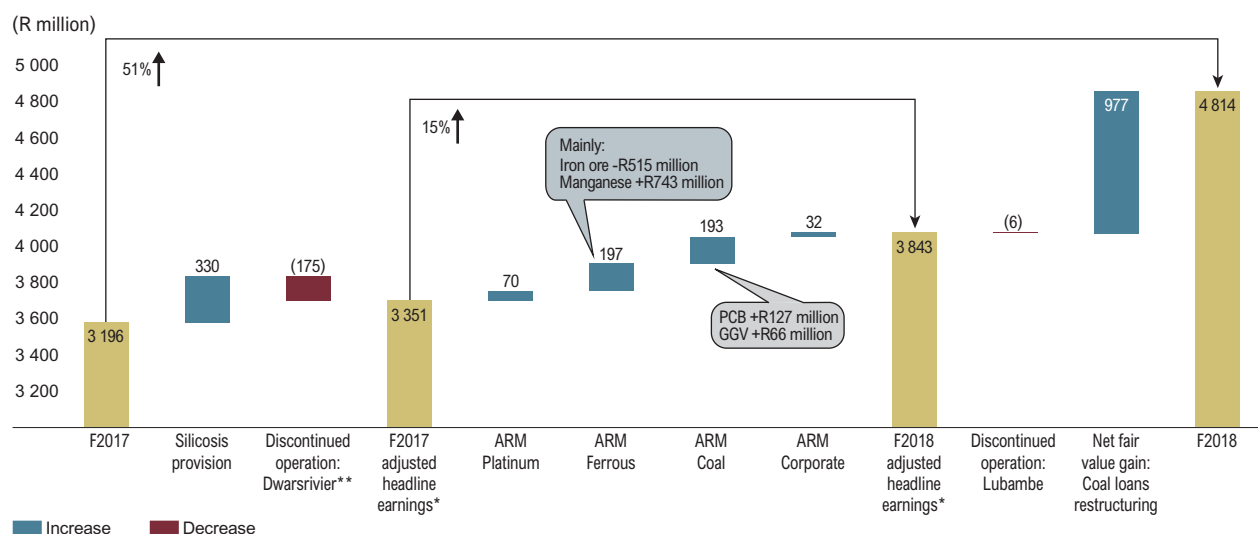 (R million)
5 000
4 800
4 600
4 400
4 200
4 000
3 800
3 600
3 400
3 200
51%
15%
Mainly:
Iron ore -R515 million
Manganese +R743 million
PCB +R127 million
GGV +R66 million
3 196
330
(175)
3 351
70
197
193
32
3 843
(6)
977
4 814
F2017
Silicosis
provision
Discontinued
operation:
Dwarsrivier**
F2017
adjusted
headline
earnings*
ARM
Platinum
ARM
Ferrous
ARM
Coal
ARM
Corporate
F2018
adjusted
headline
earnings*
Discontinued
operation:
Lubambe
Net fair
value gain:
Coal loans
restructuring
F2018
Increase
Decrease